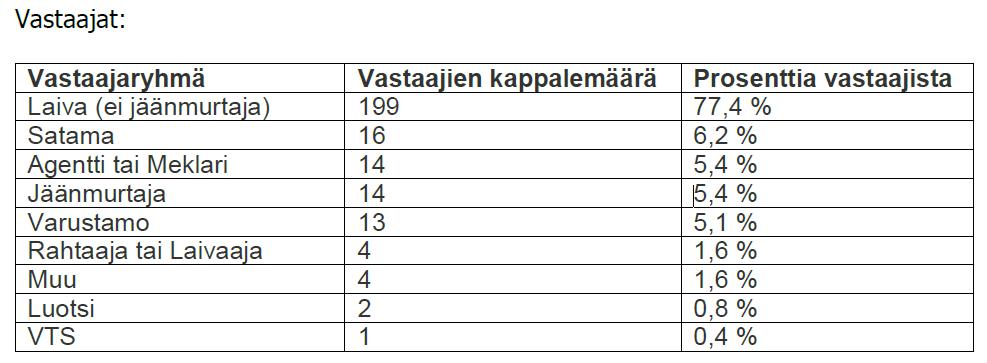 Vastaajat:
Vastaajaryhmä Vastaajien kappalemäärä Prosenttia vastaajista
Laiva (ei jäänmurtaja) 199 77,4 %
Satama 16 6,2 %
Agentti tai Meklari 14 5,4 %
Jäänmurtaja 14 5,4 %
Varustamo 13 5,1 %
Rahtaaja tai Laivaaja 4 1,6 %
Muu 4 1,6 %
Luotsi 2 0,8 %
VTS 1 0,4 %